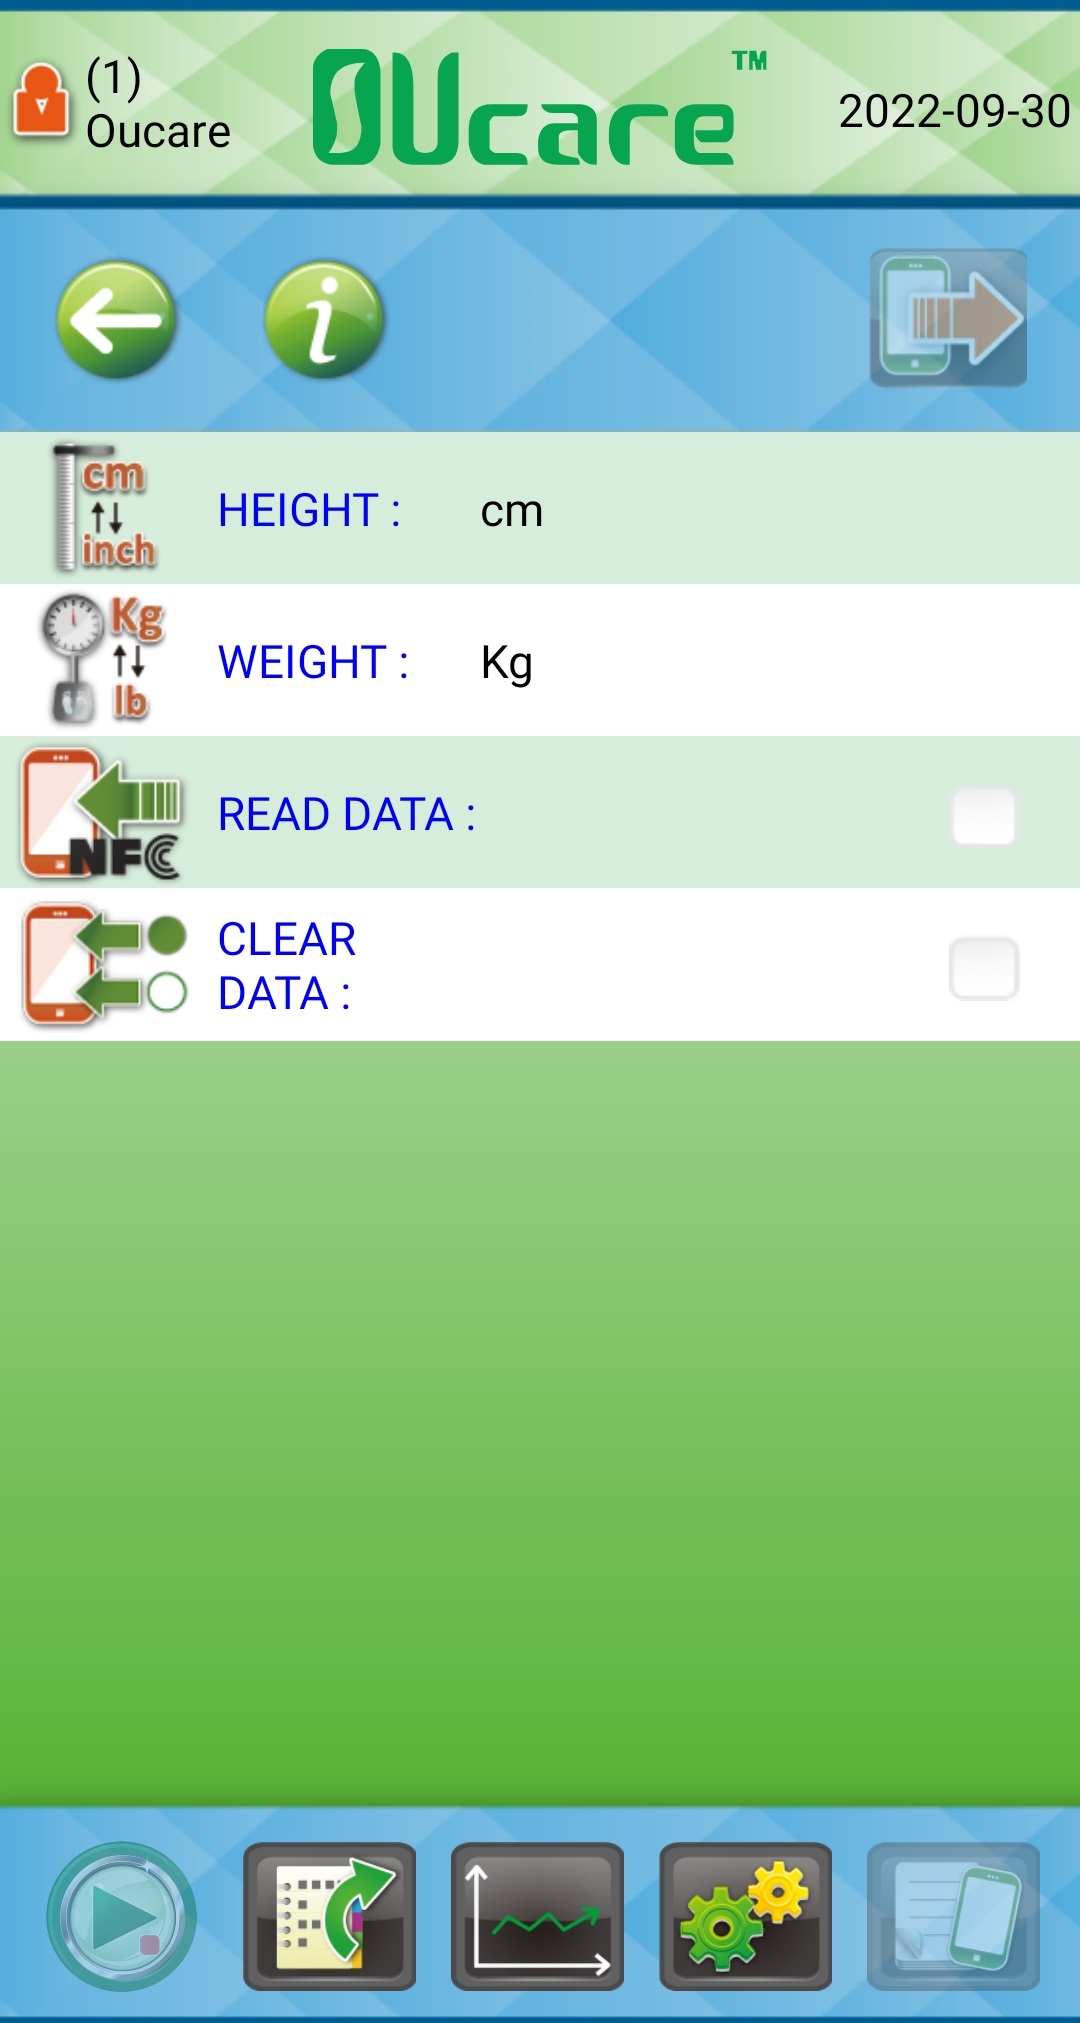 (1)
Oucare
OUcare™
2022-09-30
i
cm
inch
HEIGHT :
cm
Kg
lb
WEIGHT :
Kg
NFC
READ DATA :
CLEAR
DATA :